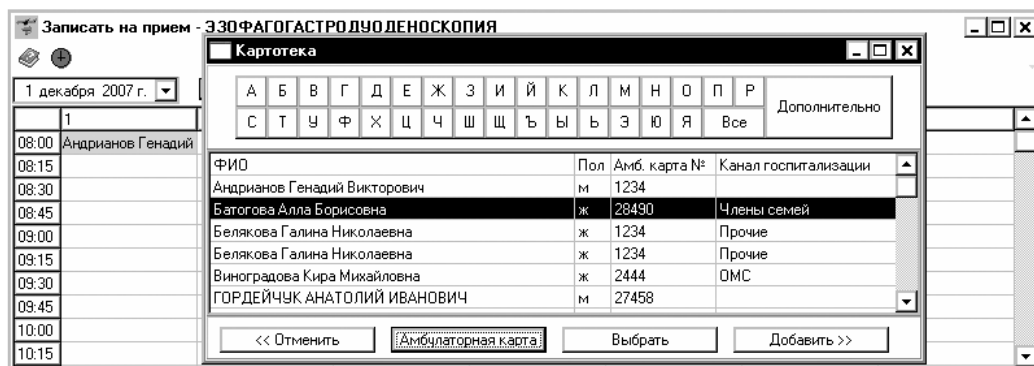 Записать на прием - ЭЗОФАГОГАСТРОДУОДЕНОСКОПИЯ
Картотека
1 декабря 2007 г.
А Б В Г Д Е Ж З И Й К Л М Н О П Р
Дополнительно
С Т У Ф Х Ц Ч Ш Щ Ъ Ы Ь Э Ю Я Все
1
08:00 Андрианов Генадий
08:15
08:30
08:45
09:00
09:15
09:30
09:45
10:00
10:15
ФИО Пол Амб. карта № Канал госпитализации
Андрианов Генадий Викторович м 1234
Батогова Алла Борисовна ж 28490 Члены семей
Белякова Галина Николаевна ж 1234 Прочие
Белякова Галина Николаевна ж 1234 Прочие
Виноградова Кира Михайловна ж 2444 ОМС
ГОРДЕЙЧУК АНАТОЛИЙ ИВАНОВИЧ м 27458
<< Отменить Амбулаторная карта Выбрать Добавить >>